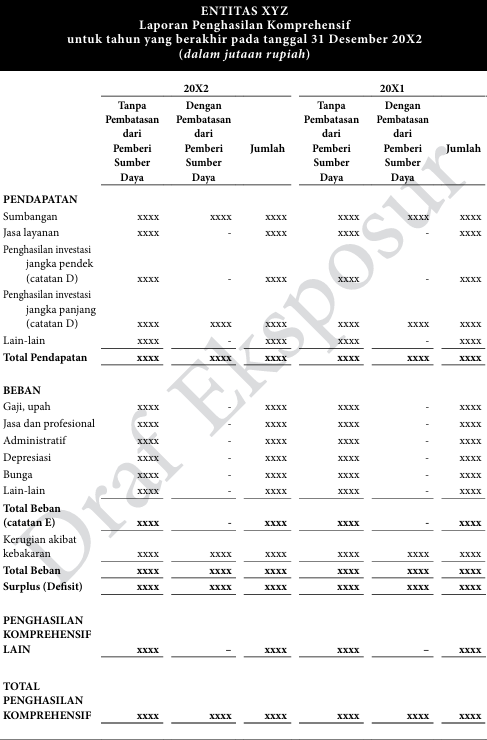 ENTITAS XYZ
Laporan Penghasilan Komprehensif
untuk tahun yang berakhir pada tanggal 31 Desember 20X2
(dalam jutaan rupiah)
20X2 20X1
Tanpa Dengan Tanpa Dengan
Pembatasan Pembatasan Pembatasan Pembatasan
dari dari dari dari
Pemberi Pemberi Jumlah Pemberi Pemberi Jumlah
Sumber Sumber Sumber Sumber
Daya Daya Daya Daya
PENDAPATAN
Sumbangan xxxx xxxx xxxx xxxx xxxx xxxx
Jasa layanan xxxx - xxxx xxxx - xxxx
Penghasilan investasi
jangka pendek
(catatan D) xxxx - xxxx xxxx - xxxx
Penghasilan investasi
jangka panjang
(catatan D) xxxx xxxx xxxx xxxx xxxx xxxx
Lain-lain xxxx - xxxx xxxx - xxxx
Total Pendapatan xxxx xxxx xxxx xxxx xxxx xxxx
BEBAN
Gaji, upah xxxx - xxxx xxxx - xxxx
Jasa dan profesional xxxx - xxxx xxxx - xxxx
Administratif xxxx - xxxx xxxx - xxxx
Depresiasi xxxx - xxxx xxxx - xxxx
Bunga xxxx - xxxx xxxx - xxxx
Lain-lain xxxx - xxxx xxxx - xxxx
Total Beban
(catatan E) xxxx - xxxx xxxx - xxxx
Kerugian akibat
kebakaran xxxx xxxx xxxx xxxx xxxx xxxx
Total Beban xxxx xxxx xxxx xxxx xxxx xxxx
Surplus (Defisit) xxxx xxxx xxxx xxxx xxxx xxxx
PENGHASILAN
KOMPREHENSIF
LAIN xxxx – xxxx xxxx – xxxx
TOTAL
PENGHASILAN
KOMPREHENSIF xxxx xxxx xxxx xxxx xxxx xxxx
Draf Eksposur